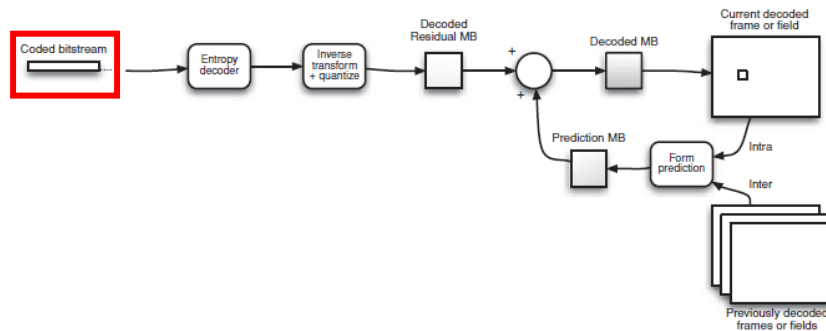 Coded bitstream
Entropy
decoder
Inverse
transform
+ quantize
Decoded
Residual MB
+
+
Decoded MB
Current decoded
frame or field
Prediction MB
Form
prediction
Intra
Inter
Previously decoded
frames or fields